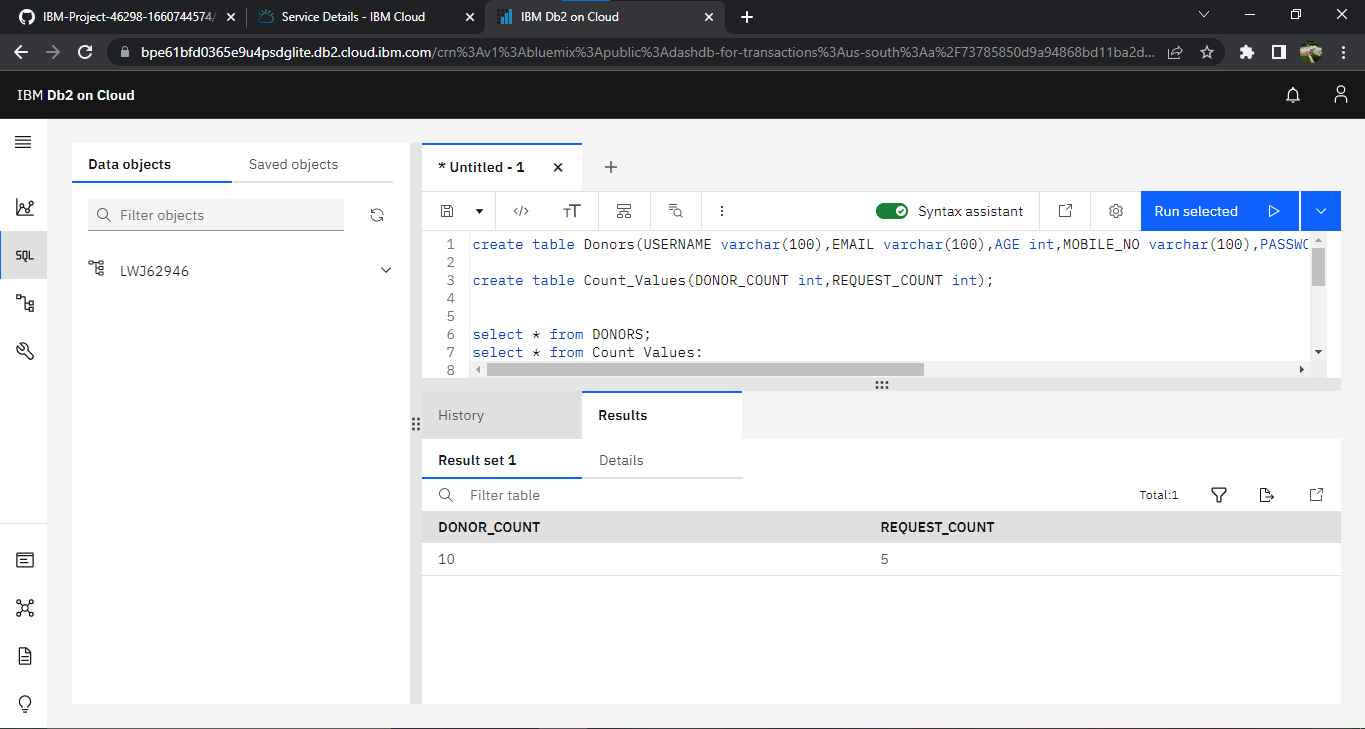 IBM-Project-46298-1660744574/
Service Details - IBM Cloud
IBM Db2 on Cloud
bpe61bfd0365e9u4psdglite.db2.cloud.ibm.com/crn%3Av1%3Abluemix%3Apublic%3Adashdb-for-transactions%3Aus-south%3Aa%2F73785850d9a94868bd11ba2d...
IBM Db2 on Cloud
Data objects
Saved objects
* Untitled - 1
Filter objects
Syntax assistant
Run selected
SQL
LWJ62946
1 create table Donors(USERNAME varchar(100),EMAIL varchar(100),AGE int,MOBILE_NO varchar(100),PASSWO
2
3 create table Count_Values(DONOR_COUNT int,REQUEST_COUNT int);
4
5
6 select * from DONORS;
7 select * from Count Values:
8
History
Results
Result set 1
Details
Filter table
Total:1
DONOR_COUNT REQUEST_COUNT
10 5